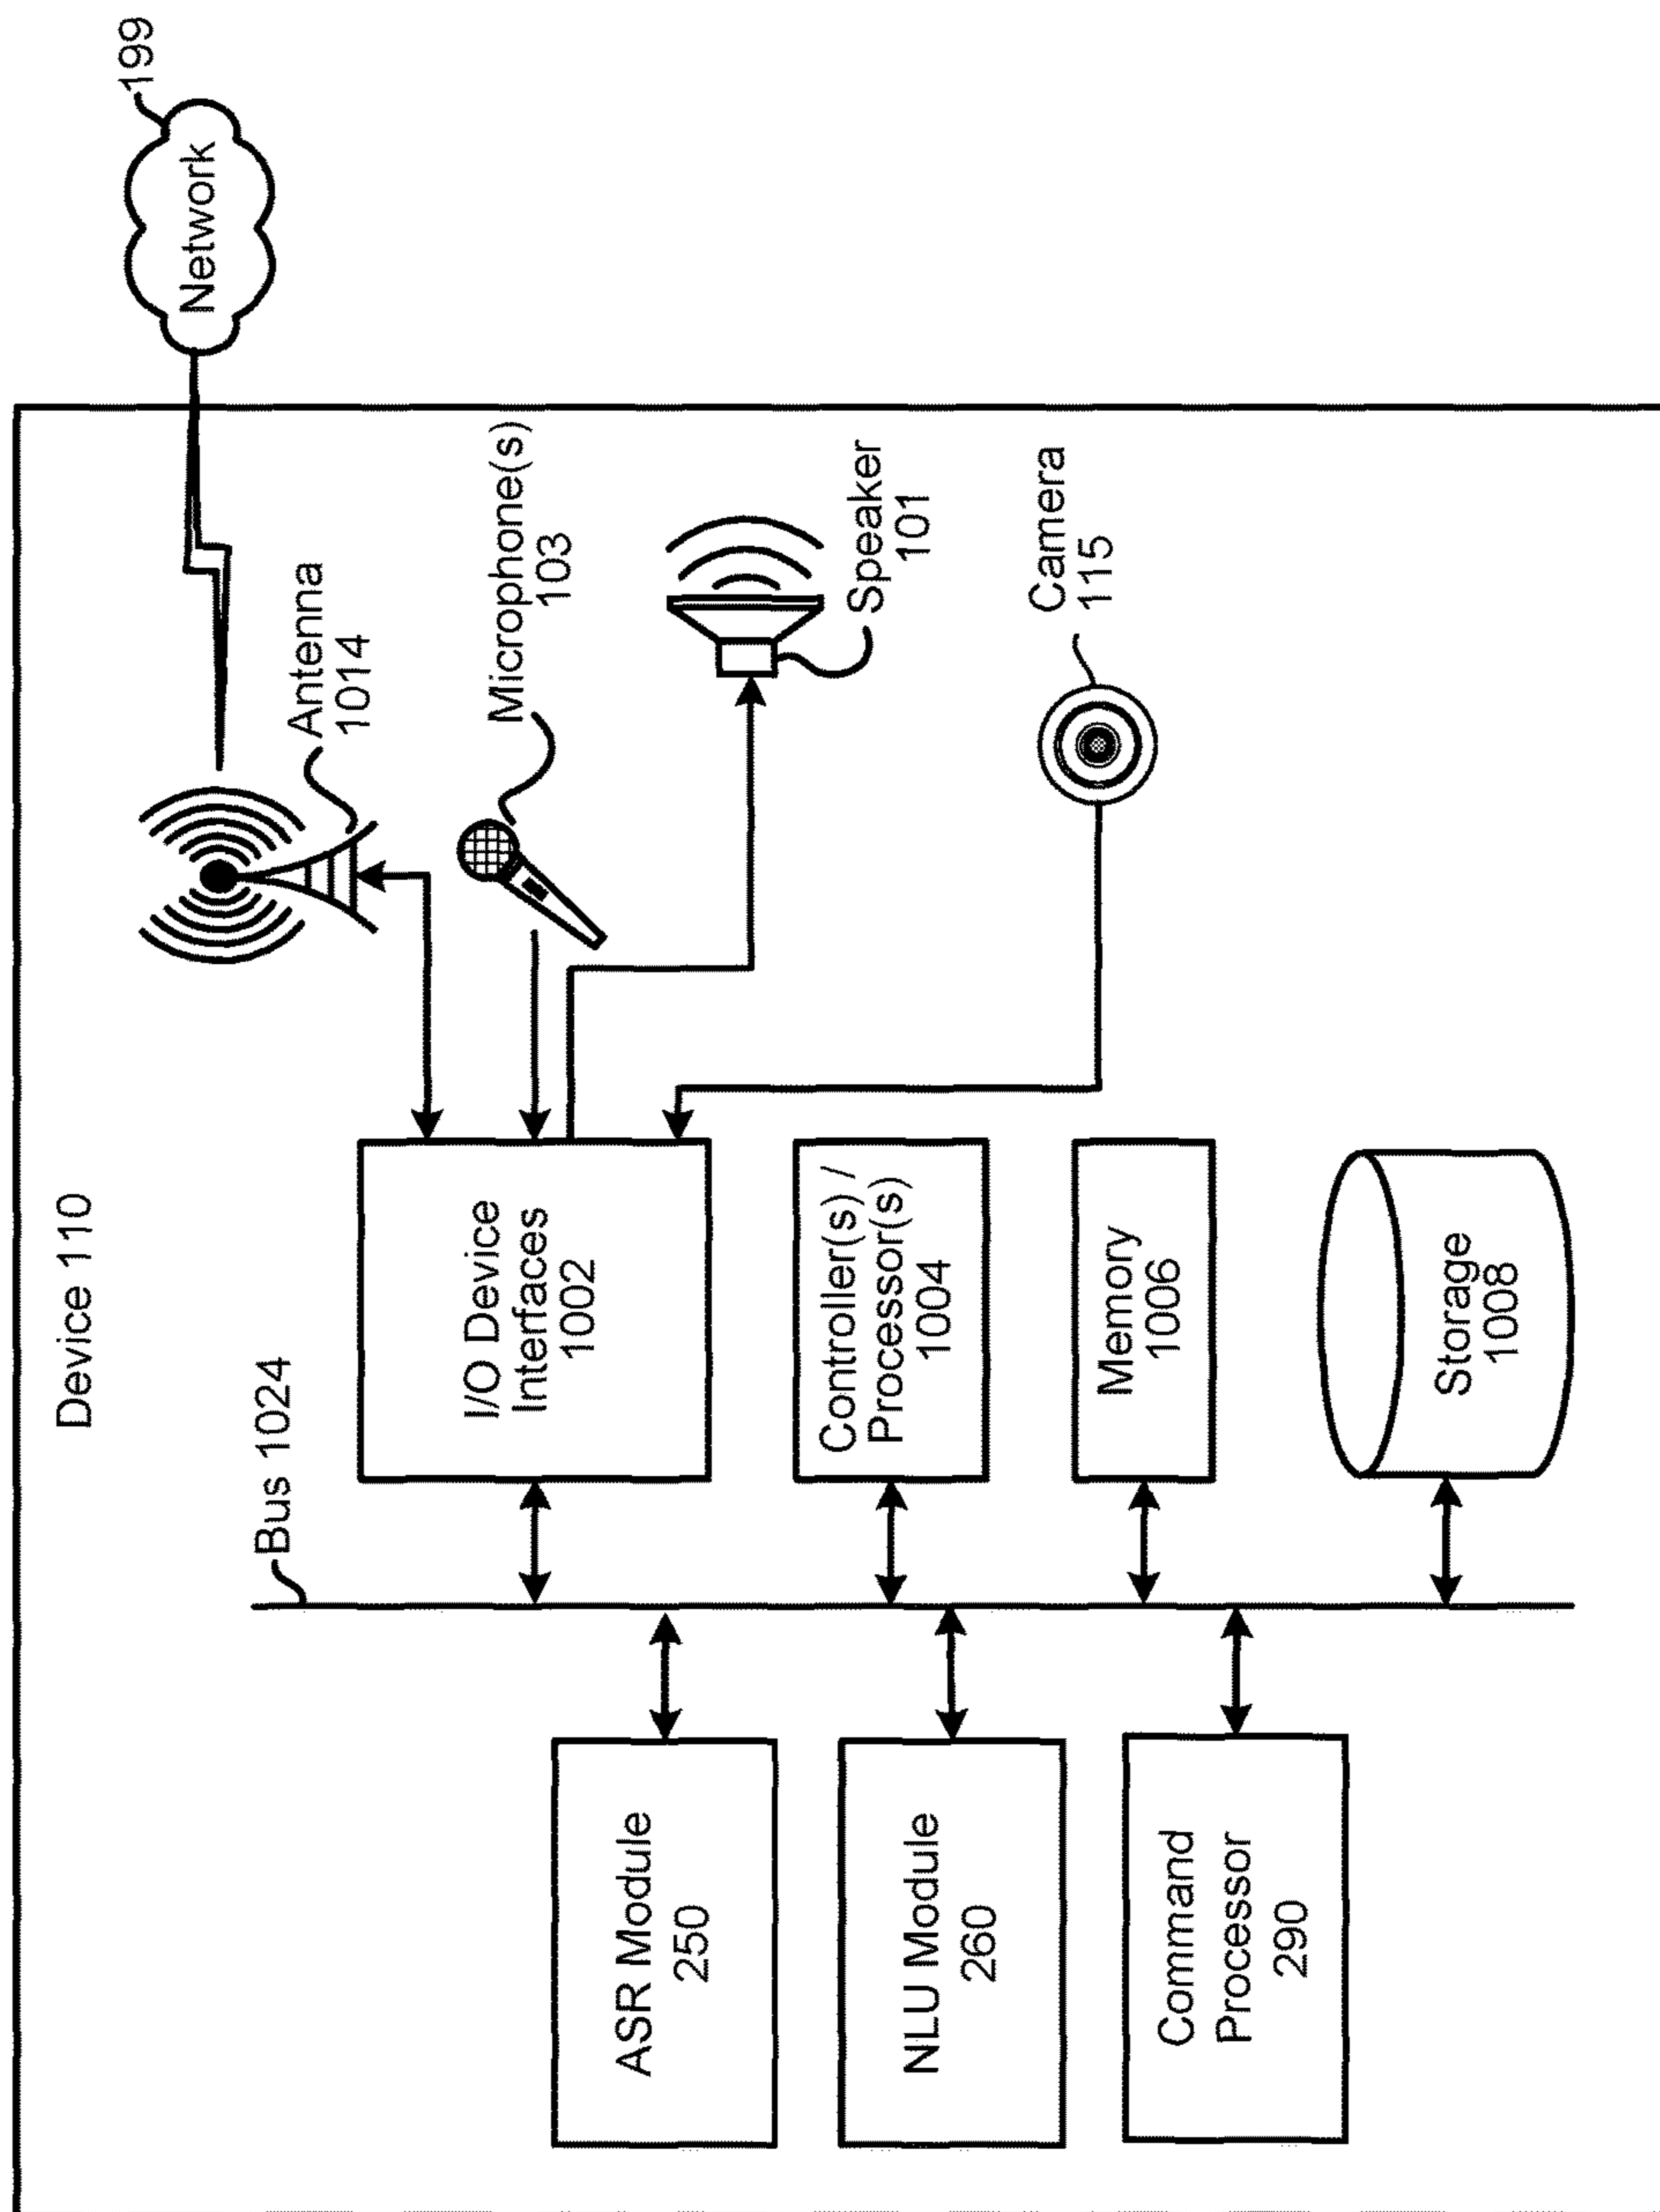 Device 110
Bus 1024
ASR Module
250
NLU Module
260
Command
Processor
290
I/O Device
Interfaces
1002
Controller(s) /
Processor(s)
1004
Memory
1006
Storage
1008
Antenna
1014
Microphone(s)
103
Speaker
101
Camera
115
Network
199